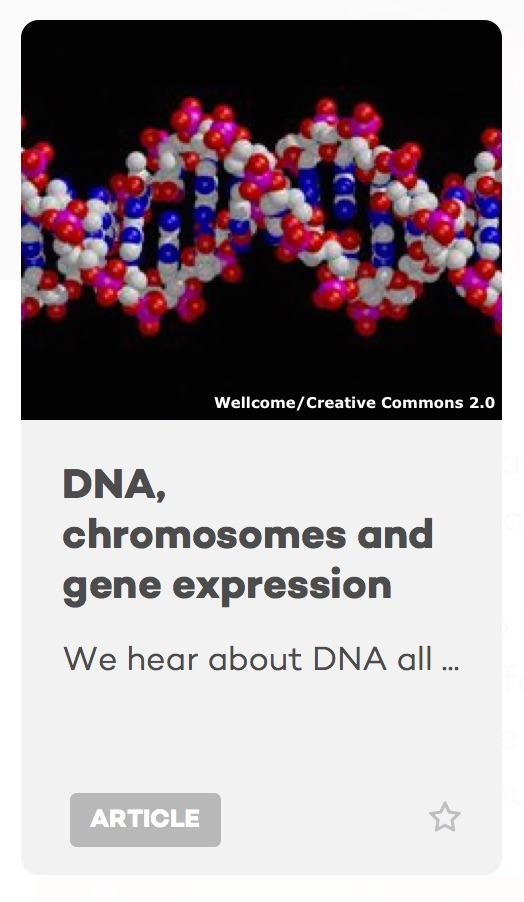 Wellcome/Creative Commons 2.0
DNA,
chromosomes and
gene expression
We hear about DNA all ...
ARTICLE